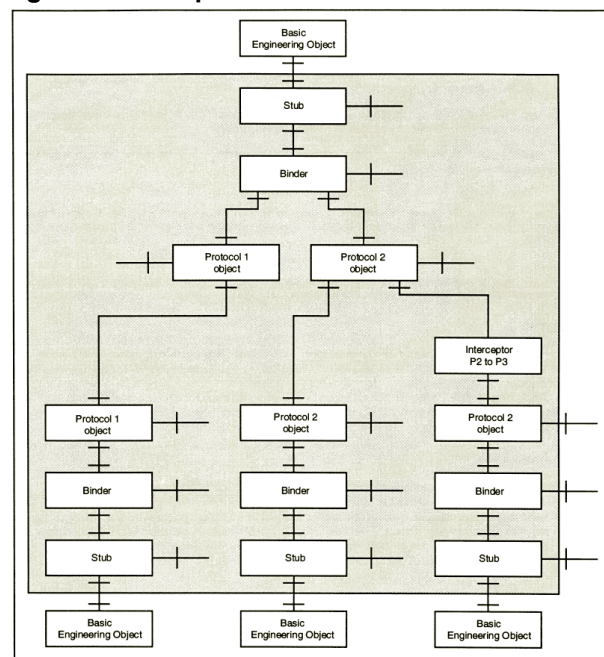 Basic
Engineering Object
Stub
Binder
Protocol 1
object
Protocol 2
object
Interceptor
P2 to P3
Protocol 1
object
Protocol 2
object
Protocol 2
object
Binder
Binder
Binder
Stub
Stub
Stub
Basic
Engineering Object
Basic
Engineering Object
Basic
Engineering Object